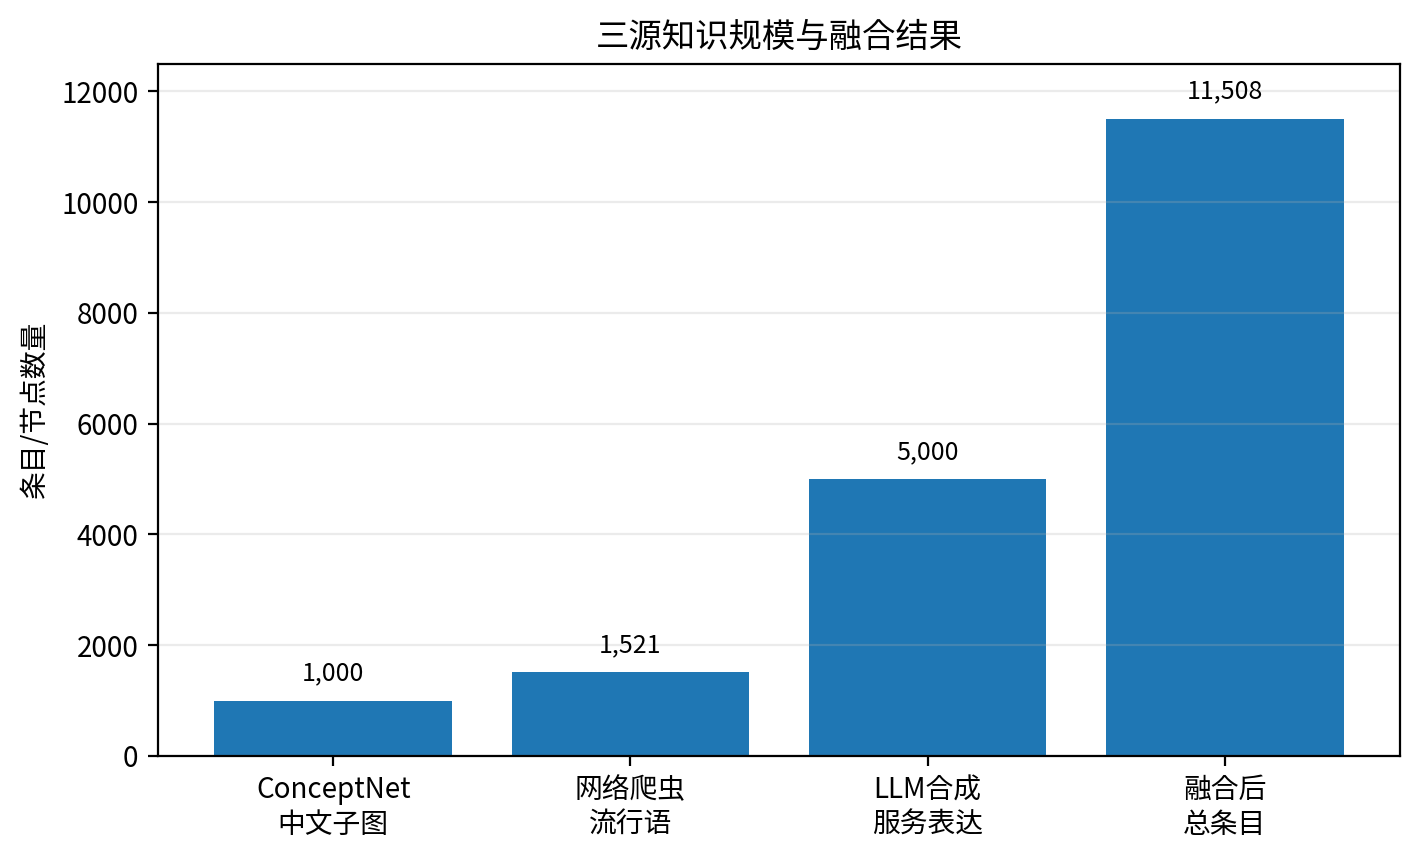 三源知识规模与融合结果
条目/节点数量
12000
10000
8000
6000
4000
2000
0
1,000
1,521
5,000
11,508
ConceptNet
中文子图
网络爬虫
流行语
LLM合成
服务表达
融合后
总条目